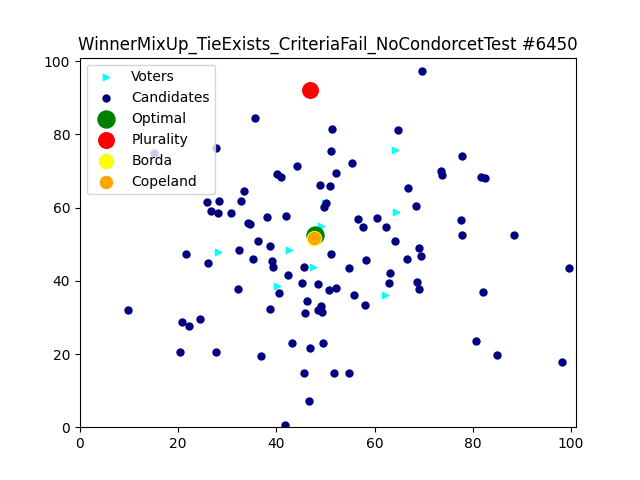 WinnerMixUp_TieExists_CriteriaFail_NoCondorcetTest #6450
Voters
Candidates
Optimal
Plurality
Borda
Copeland
100
80
60
40
20
0
0 20 40 60 80 100